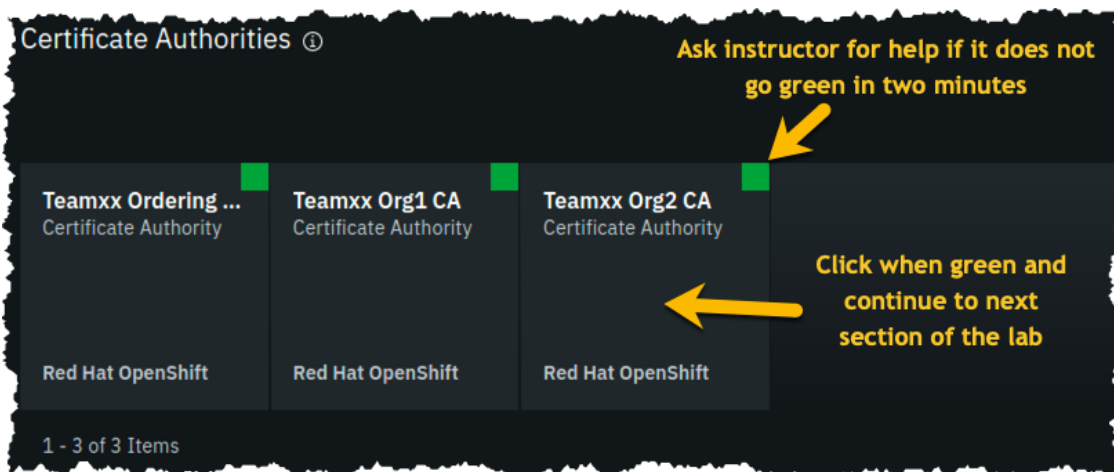 Certificate Authorities
Ask instructor for help if it does not
go green in two minutes
Teamxx Ordering ...
Certificate Authority
Red Hat OpenShift
Teamxx Org1 CA
Certificate Authority
Red Hat OpenShift
Teamxx Org2 CA
Certificate Authority
Red Hat OpenShift
Click when green and
continue to next
section of the lab
1 - 3 of 3 Items